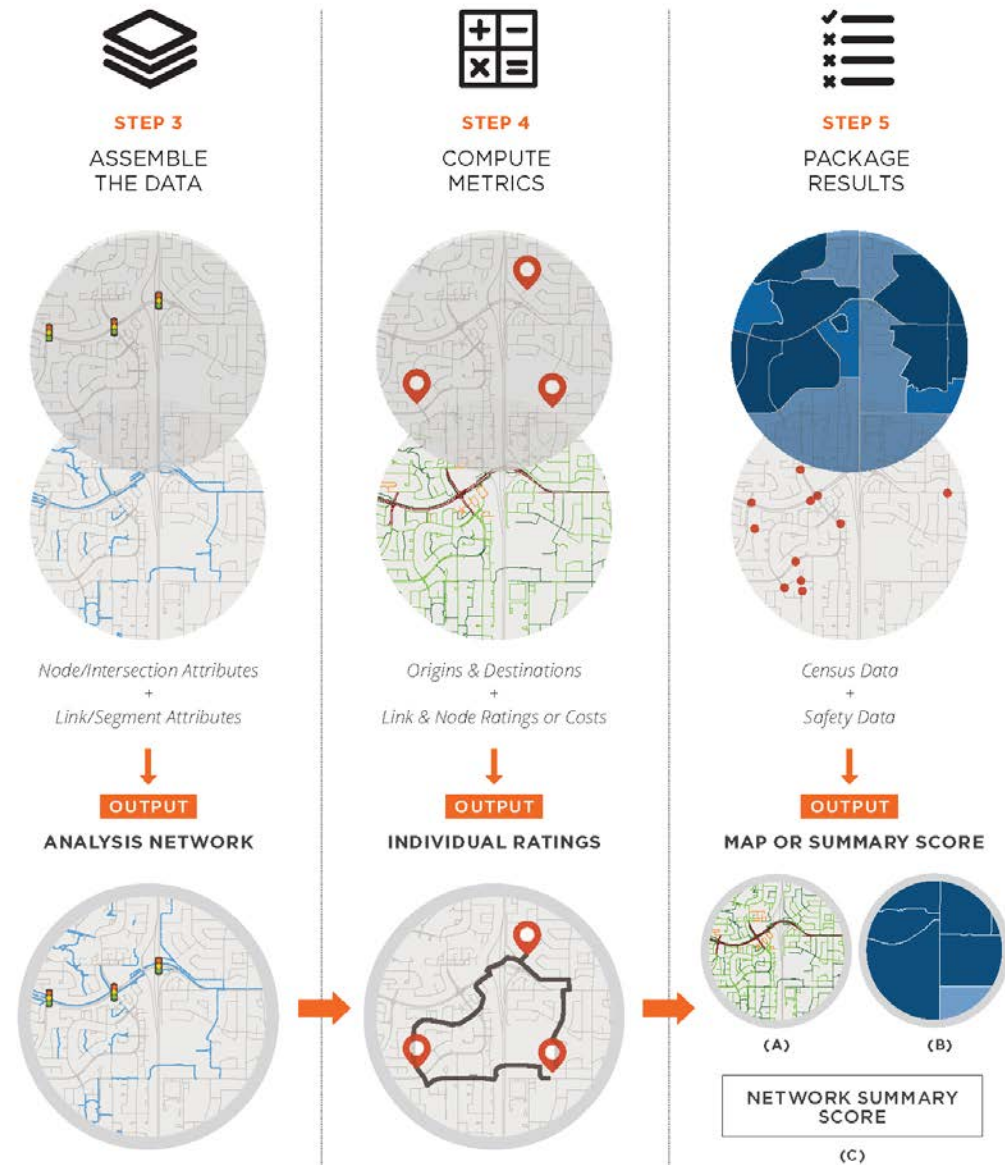 STEP 3
ASSEMBLE
THE DATA
Node/Intersection Attributes
+
Link/Segment Attributes
OUTPUT
ANALYSIS NETWORK
STEP 4
COMPUTE
METRICS
Origins & Destinations
+
Link & Node Ratings or Costs
OUTPUT
INDIVIDUAL RATINGS
STEP 5
PACKAGE
RESULTS
Census Data
+
Safety Data
OUTPUT
MAP OR SUMMARY SCORE
(A)
(B)
NETWORK SUMMARY
SCORE
(C)